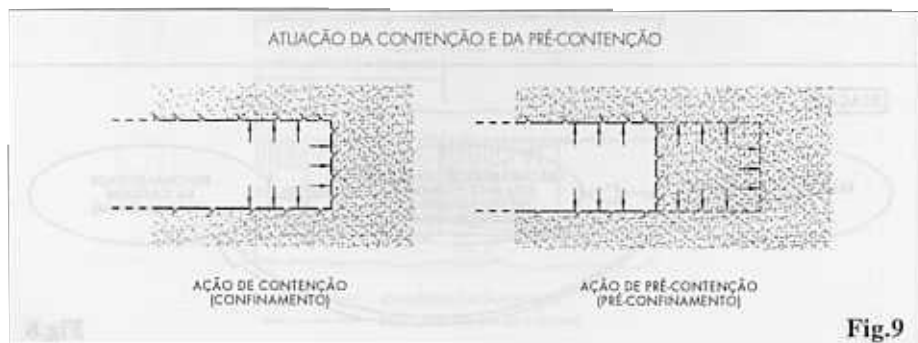 ATUAÇÃO DA CONTENÇÃO E DA PRÉ-CONTENÇÃO
AÇÃO DE CONTENÇÃO
(CONFINAMENTO)
AÇÃO DE PRÉ-CONTENÇÃO
(PRÉ-CONFINAMENTO)
Fig.9